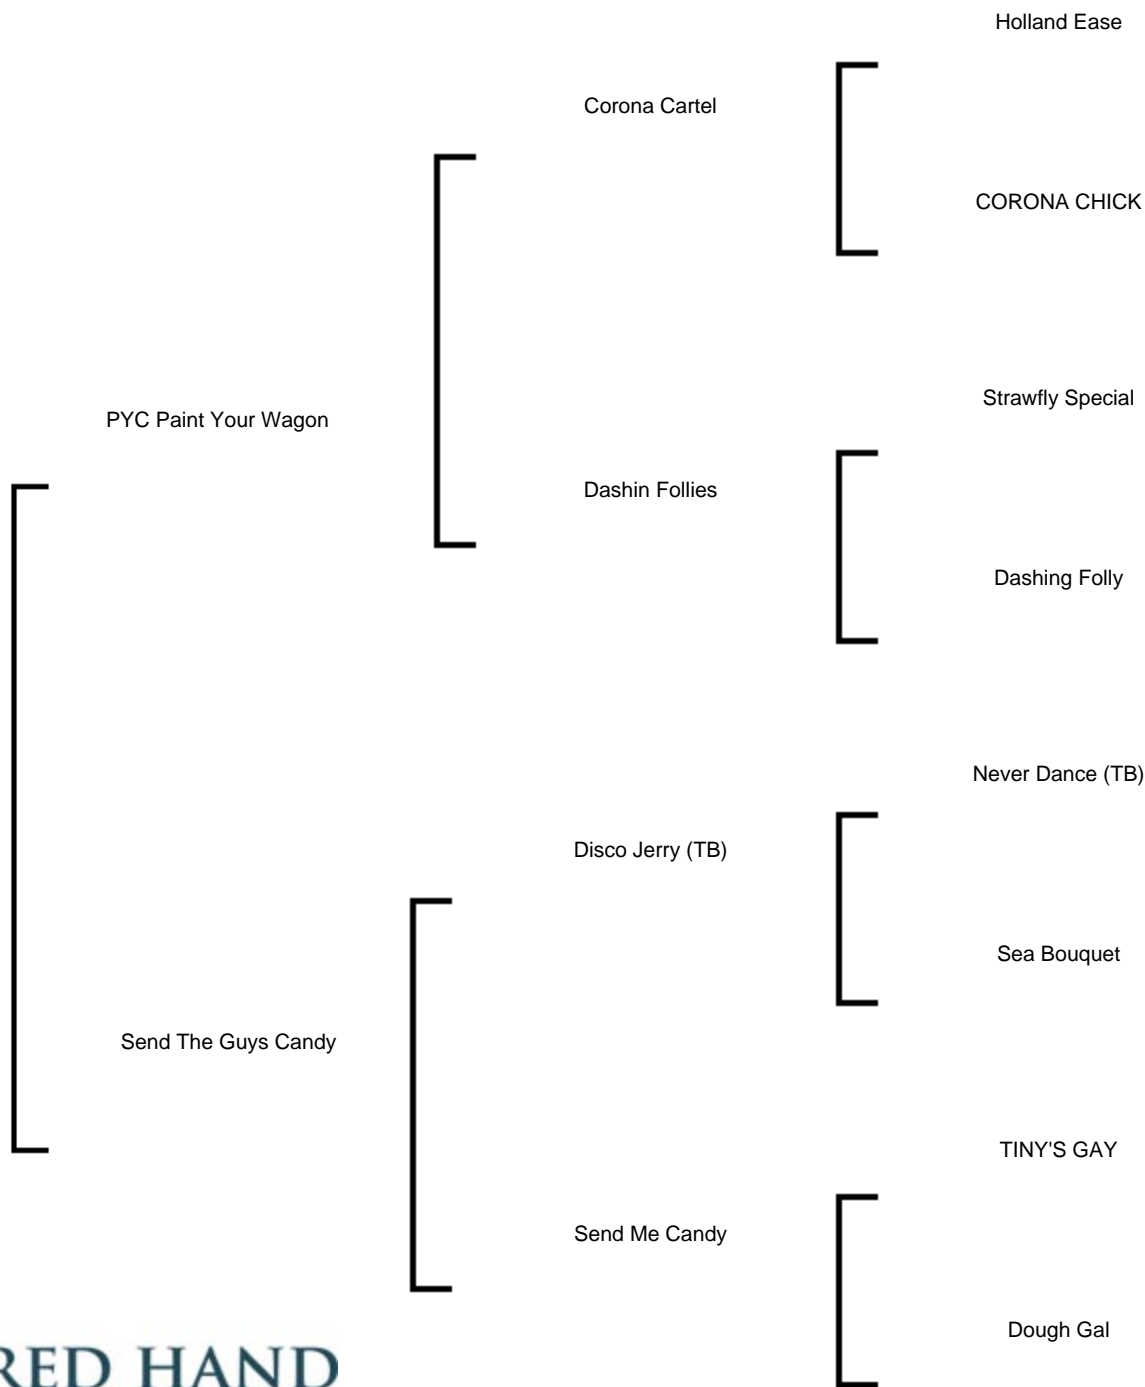 Holland Ease
Corona Cartel
CORONA CHICK
Strawfly Special
PYC Paint Your Wagon
Dashin Follies
Dashing Folly
Never Dance (TB)
Disco Jerry (TB)
Sea Bouquet
Send The Guys Candy
TINY'S GAY
Send Me Candy
Dough Gal
RED HAND